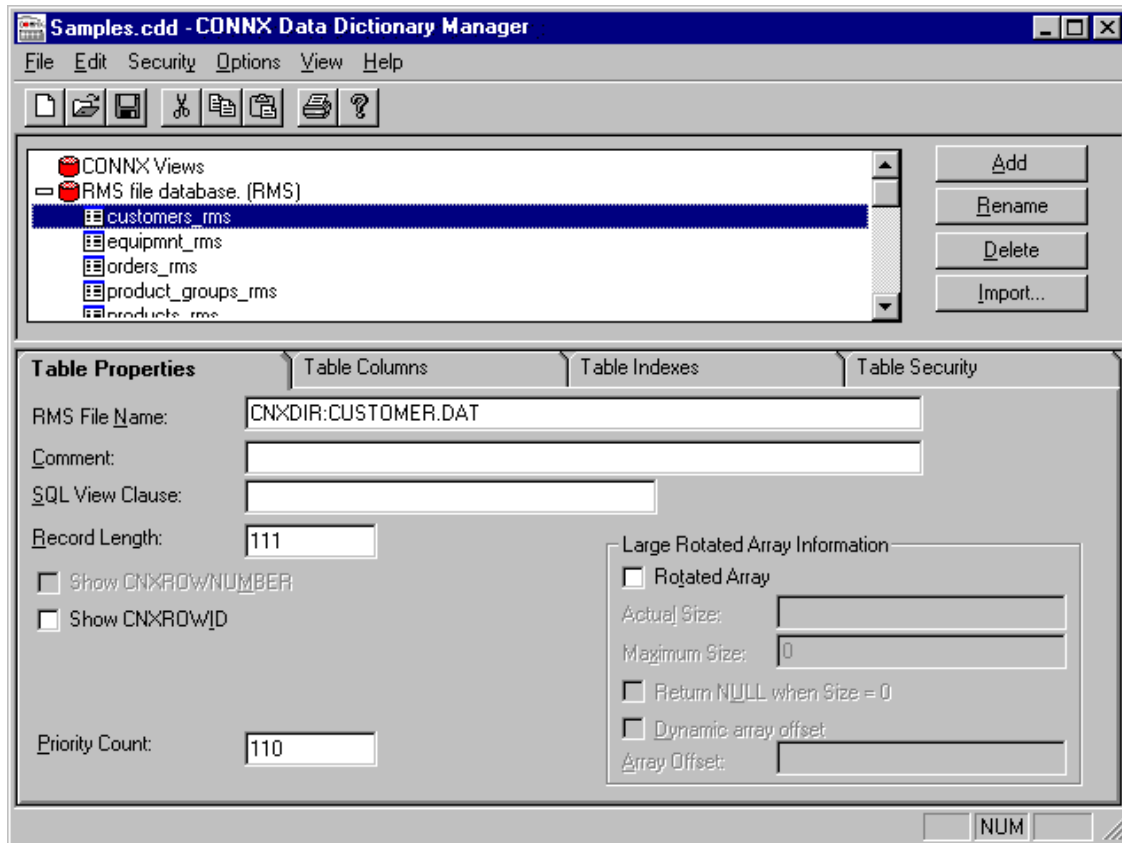 Samples.cdd - CONNX Data Dictionary Manager
File Edit Security Options View Help
CONNX Views
RMS file database. (RMS)
customers_rms
equipmnt_rms
orders_rms
product_groups_rms
products_rms
Add
Rename
Delete
Import...
Table Properties Table Columns Table Indexes Table Security
RMS File Name: CNXDIR:CUSTOMER.DAT
Comment:
SQL View Clause:
Record Length: 111
Show CNXROWNUMBER
Show CNXROWID
Priority Count: 110
Large Rotated Array Information
Rotated Array
Actual Size:
Maximum Size: 0
Return NULL when Size = 0
Dynamic array offset
Array Offset:
NUM